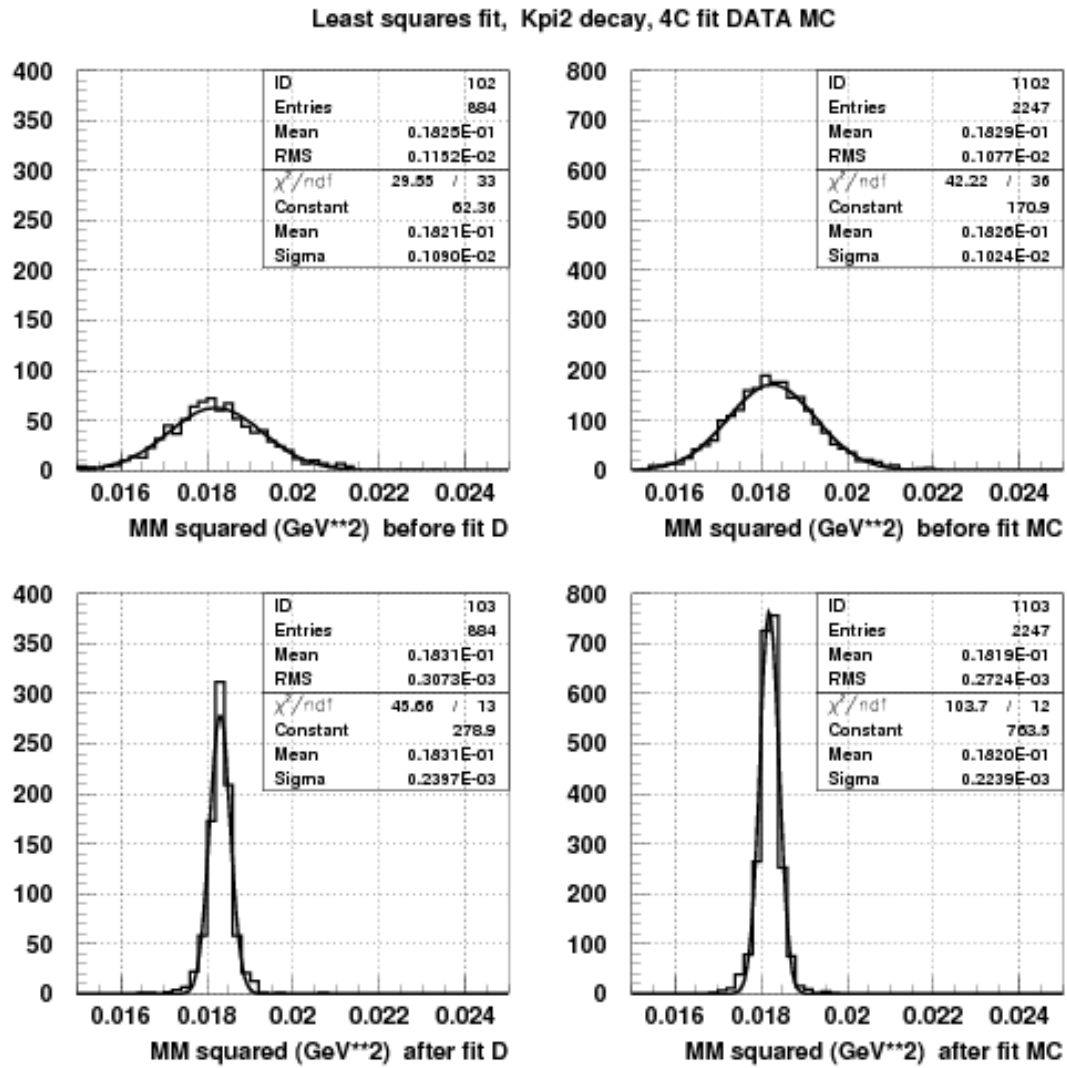 Least squares fit, Kpi2 decay, 4C fit DATA MC
400
350
300
250
200
150
100
50
0
0.016 0.018 0.02 0.022 0.024
MM squared (GeV**2) before fit D
ID 102
Entries 884
Mean 0.1825E-01
RMS 0.1152E-02
χ²/ndf 29.55 / 33
Constant 62.36
Mean 0.1821E-01
Sigma 0.1090E-02
800
700
600
500
400
300
200
100
0
0.016 0.018 0.02 0.022 0.024
MM squared (GeV**2) before fit MC
ID 1102
Entries 2247
Mean 0.1829E-01
RMS 0.1077E-02
χ²/ndf 42.22 / 36
Constant 170.9
Mean 0.1826E-01
Sigma 0.1024E-02
400
350
300
250
200
150
100
50
0
0.016 0.018 0.02 0.022 0.024
MM squared (GeV**2) after fit D
ID 103
Entries 884
Mean 0.1831E-01
RMS 0.3073E-03
χ²/ndf 45.66 / 13
Constant 278.9
Mean 0.1831E-01
Sigma 0.2397E-03
800
700
600
500
400
300
200
100
0
0.016 0.018 0.02 0.022 0.024
MM squared (GeV**2) after fit MC
ID 1103
Entries 2247
Mean 0.1819E-01
RMS 0.2724E-03
χ²/ndf 103.7 / 12
Constant 763.5
Mean 0.1820E-01
Sigma 0.2239E-03